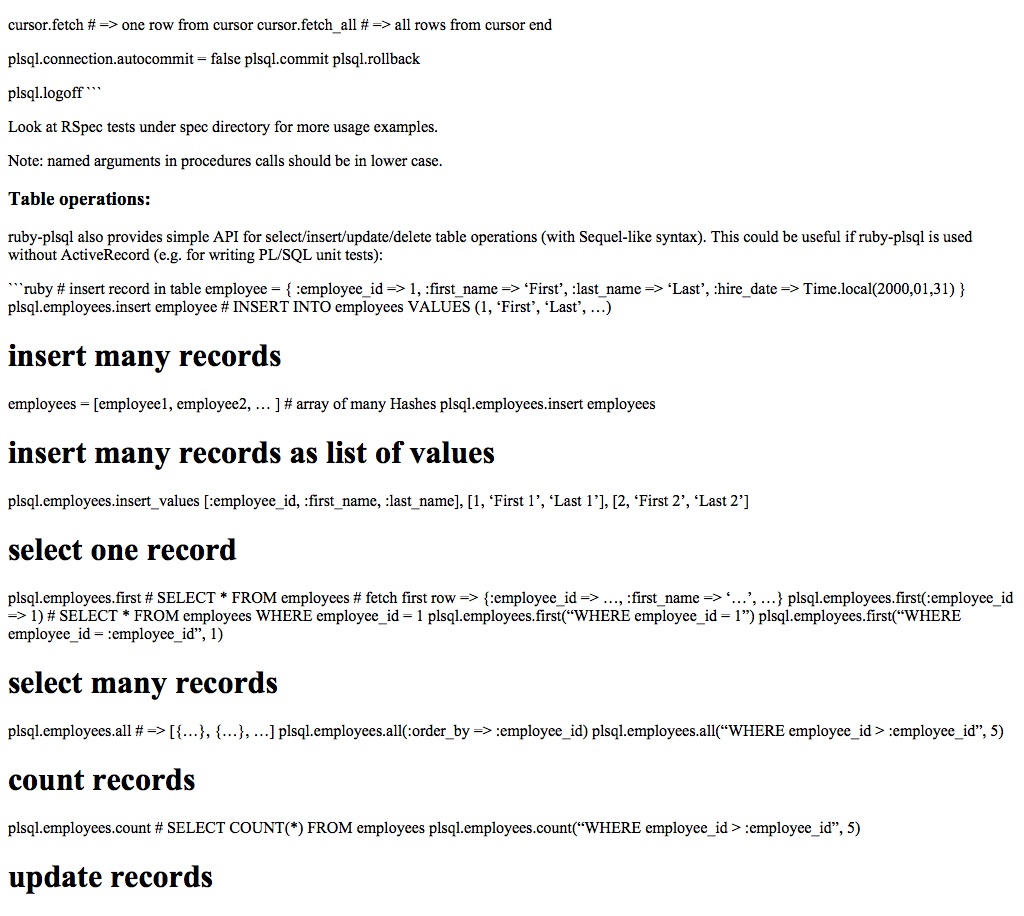 cursor.fetch # => one row from cursor cursor.fetch_all # => all rows from cursor end
plsql.connection.autocommit = false plsql.commit plsql.rollback
plsql.logoff ```
Look at RSpec tests under spec directory for more usage examples.
Note: named arguments in procedures calls should be in lower case.
Table operations:
ruby-plsql also provides simple API for select/insert/update/delete table operations (with Sequel-like syntax). This could be useful if ruby-plsql is used
without ActiveRecord (e.g. for writing PL/SQL unit tests):
```ruby # insert record in table employee = { :employee_id => 1, :first_name => ‘First’, :last_name => ‘Last’, :hire_date => Time.local(2000,01,31) }
plsql.employees.insert employee # INSERT INTO employees VALUES (1, ‘First’, ‘Last’, …)
insert many records
employees = [employee1, employee2, … ] # array of many Hashes plsql.employees.insert employees
insert many records as list of values
plsql.employees.insert_values [:employee_id, :first_name, :last_name], [1, ‘First 1’, ‘Last 1’], [2, ‘First 2’, ‘Last 2’]
select one record
plsql.employees.first # SELECT * FROM employees # fetch first row => {:employee_id => …, :first_name => ‘…’, …} plsql.employees.first(:employee_id
=> 1) # SELECT * FROM employees WHERE employee_id = 1 plsql.employees.first(“WHERE employee_id = 1”) plsql.employees.first(“WHERE
employee_id = :employee_id”, 1)
select many records
plsql.employees.all # => [{…}, {…}, …] plsql.employees.all(:order_by => :employee_id) plsql.employees.all(“WHERE employee_id > :employee_id”, 5)
count records
plsql.employees.count # SELECT COUNT(*) FROM employees plsql.employees.count(“WHERE employee_id > :employee_id”, 5)
update records